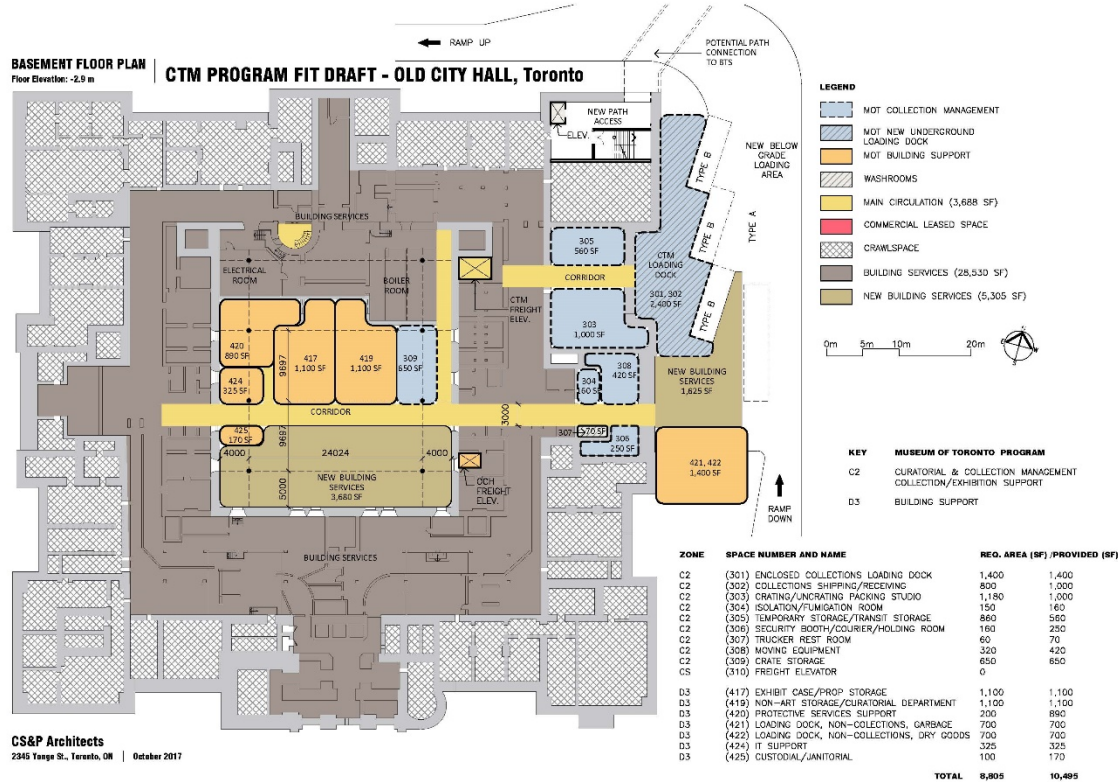 RAMP UP
POTENTIAL PATH
CONNECTION
TO BTS
BASEMENT FLOOR PLAN
Floor Elevation: -2.9 m
CTM PROGRAM FIT DRAFT - OLD CITY HALL, Toronto
LEGEND
MOT COLLECTION MANAGEMENT
MOT NEW UNDERGROUND
LOADING DOCK
MOT BUILDING SUPPORT
WASHROOMS
MAIN CIRCULATION (3,688 SF)
COMMERCIAL LEASED SPACE
CRAWLSPACE
BUILDING SERVICES (28,530 SF)
NEW BUILDING SERVICES (5,305 SF)
0m 5m 10m 20m
N
W
S
ELEV.
NEW PATH
ACCESS
TYPE B
NEW BELOW
GRADE
LOADING
AREA
TYPE B
TYPE A
TYPE B
BUILDING SERVICES
ELECTRICAL
ROOM
BOILER
ROOM
305
560 SF
CORRIDOR
CTM
LOADING
DOCK
301, 302
2,400 SF
CTM
FREIGHT
ELEV.
303
1,000 SF
420
890 SF
417
1,100 SF
419
1,100 SF
309
650 SF
9697
424
325 SF
304
160 SF
308
420 SF
NEW BUILDING
SERVICES
1,625 SF
CORRIDOR
3000
425
170 SF
9697
307
70 SF
306
250 SF
4000
24024
4000
NEW BUILDING
SERVICES
3,680 SF
5000
OCH
FREIGHT
ELEV.
421, 422
1,400 SF
RAMP
DOWN
BUILDING SERVICES
KEY MUSEUM OF TORONTO PROGRAM
C2 CURATORIAL & COLLECTION MANAGEMENT
COLLECTION/EXHIBITION SUPPORT
D3 BUILDING SUPPORT
ZONE SPACE NUMBER AND NAME REQ. AREA (SF) /PROVIDED (SF)
C2 (301) ENCLOSED COLLECTIONS LOADING DOCK 1,400 1,400
C2 (302) COLLECTIONS SHIPPING/RECEIVING 800 1,000
C2 (303) CRATING/UNCRATING PACKING STUDIO 1,180 1,000
C2 (304) ISOLATION/FUMIGATION ROOM 150 160
C2 (305) TEMPORARY STORAGE/TRANSIT STORAGE 860 560
C2 (306) SECURITY BOOTH/COURIER/HOLDING ROOM 160 250
C2 (307) TRUCKER REST ROOM 60 70
C2 (308) MOVING EQUIPMENT 320 420
C2 (309) CRATE STORAGE 650 650
CS (310) FREIGHT ELEVATOR 0
D3 (417) EXHIBIT CASE/PROP STORAGE 1,100 1,100
D3 (419) NON-ART STORAGE/CURATORIAL DEPARTMENT 1,100 1,100
D3 (420) PROTECTIVE SERVICES SUPPORT 200 890
D3 (421) LOADING DOCK, NON-COLECTIONS, GARBAGE 700 700
D3 (422) LOADING DOCK, NON-COLLECTIONS, DRY GOODS 700 700
D3 (424) IT SUPPORT 325 325
D3 (425) CUSTODIAL/JANITORIAL 100 170
TOTAL 8,805 10,495
CS&P Architects
2345 Yonge St., Toronto, ON | October 2017